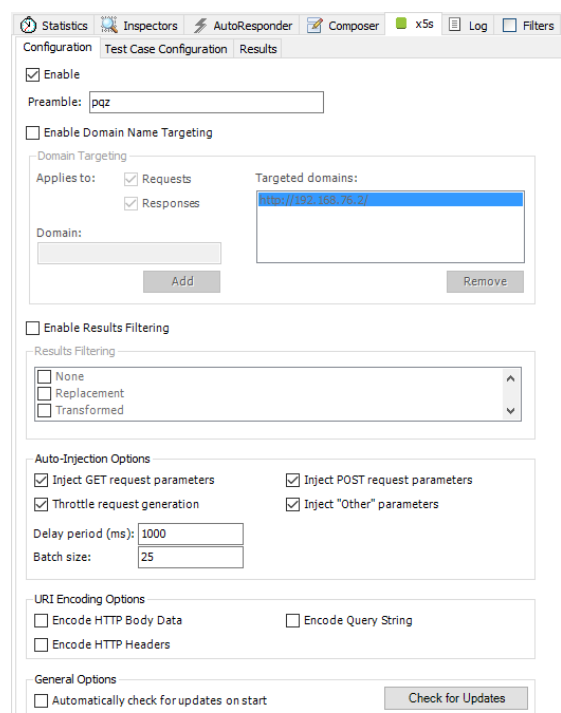 Statistics Inspectors AutoResponder Composer x5s Log Filters
Configuration Test Case Configuration Results
Enable
Preamble: pqz
Enable Domain Name Targeting
Domain Targeting
Applies to: Requests Targeted domains:
Responses http://192.168.76.2/
Domain:
Add Remove
Enable Results Filtering
Results Filtering
None
Replacement
Transformed
Auto-Injection Options
Inject GET request parameters Inject POST request parameters
Throttle request generation Inject "Other" parameters
Delay period (ms): 1000
Batch size: 25
URI Encoding Options
Encode HTTP Body Data Encode Query String
Encode HTTP Headers
General Options
Automatically check for updates on start Check for Updates